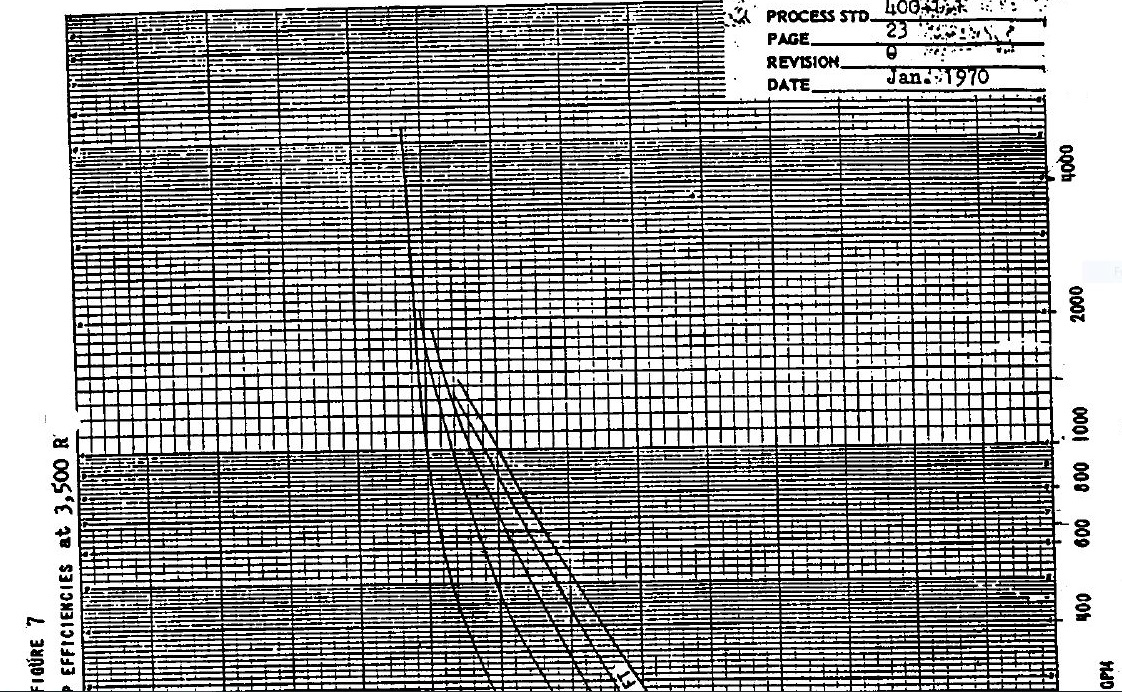 PROCESS STD
PAGE 23
REVISION 0
DATE Jan. 1970
4000
2000
1000
800
600
400
FIGURE 7
P EFFICIENCIES at 3,500 R
FT